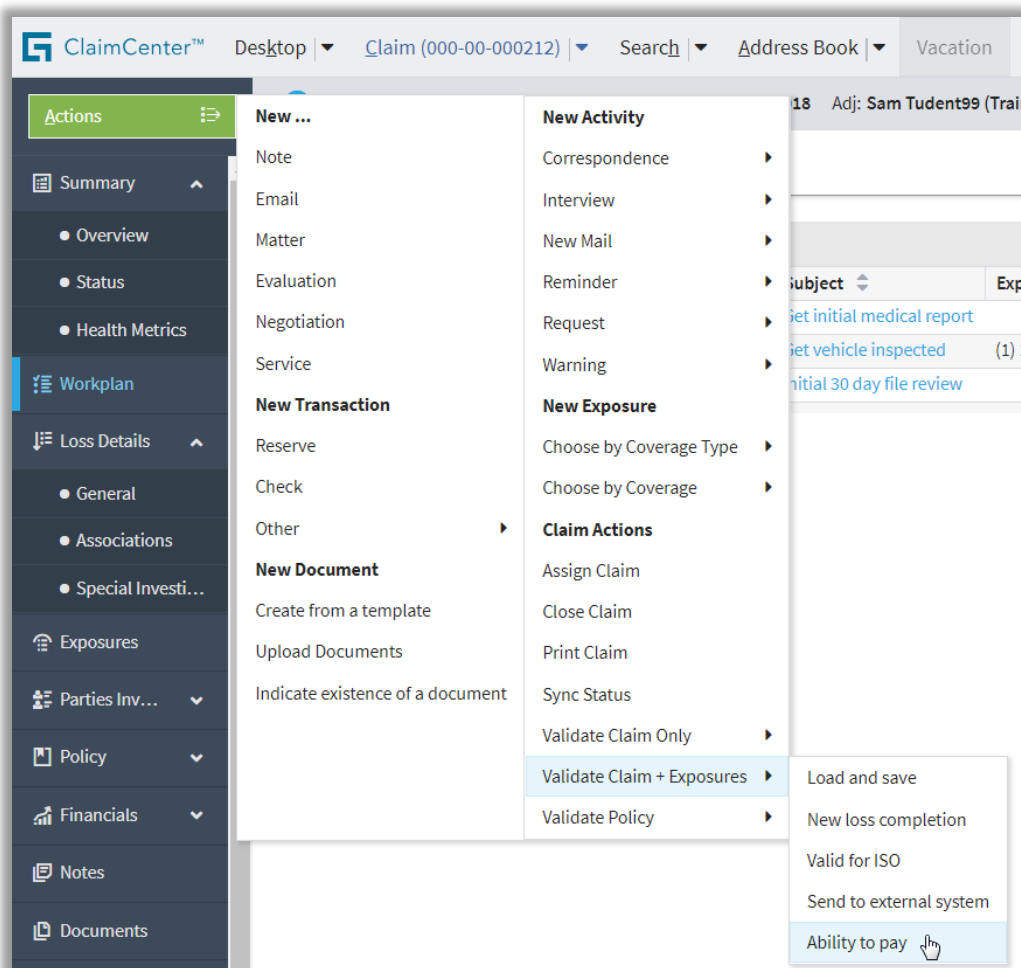 ClaimCenter™ Desktop Claim (000-00-000212) Search Address Book Vacation
Actions
Summary
Overview
Status
Health Metrics
Workplan
Loss Details
General
Associations
Special Investi...
Exposures
Parties Inv...
Policy
Financials
Notes
Documents
New ...
Note
Email
Matter
Evaluation
Negotiation
Service
New Transaction
Reserve
Check
Other
New Document
Create from a template
Upload Documents
Indicate existence of a document
New Activity
Correspondence
Interview
New Mail
Reminder
Request
Warning
New Exposure
Choose by Coverage Type
Choose by Coverage
Claim Actions
Assign Claim
Close Claim
Print Claim
Sync Status
Validate Claim Only
Validate Claim + Exposures
Validate Policy
Load and save
New loss completion
Valid for ISO
Send to external system
Ability to pay
18 Adj: Sam Tudent99 (Trai
Subject Exp
Get initial medical report
Get vehicle inspected (1)
Initial 30 day file review